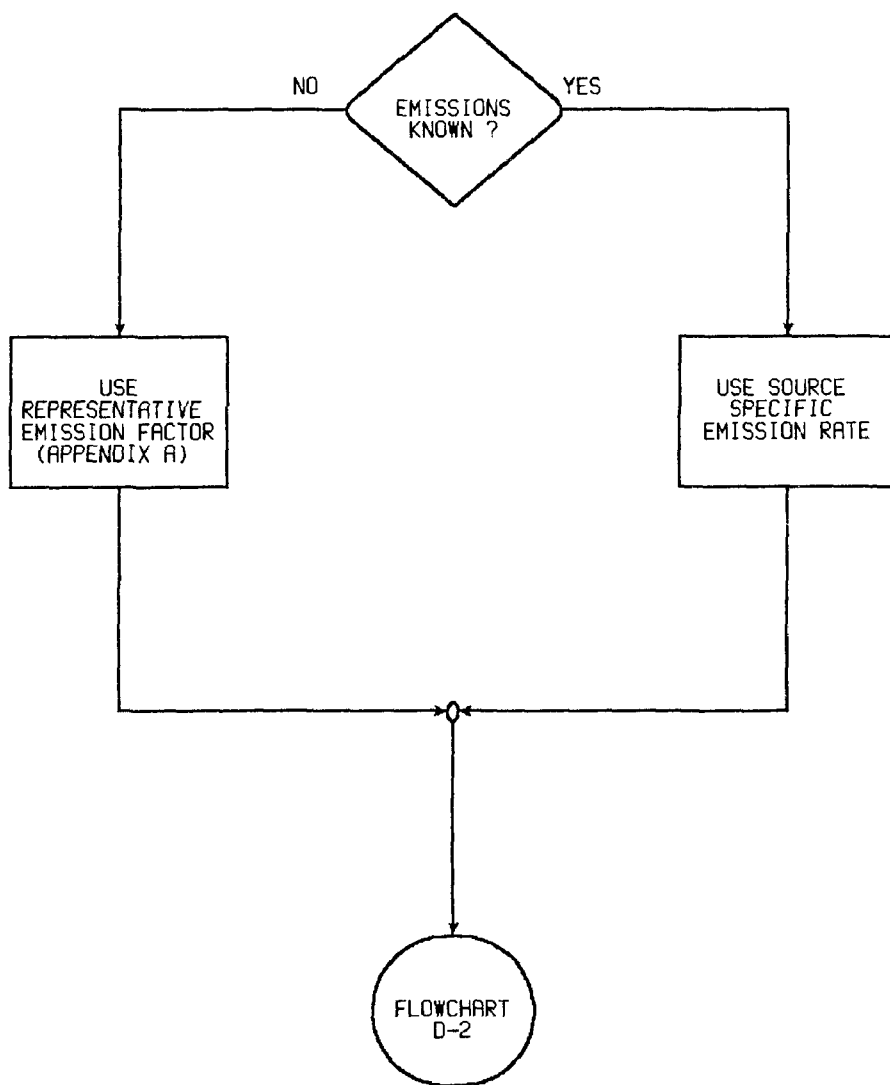 NO
EMISSIONS
KNOWN ?
YES
USE
REPRESENTATIVE
EMISSION FACTOR
(APPENDIX A)
USE SOURCE
SPECIFIC
EMISSION RATE
FLOWCHART
D-2